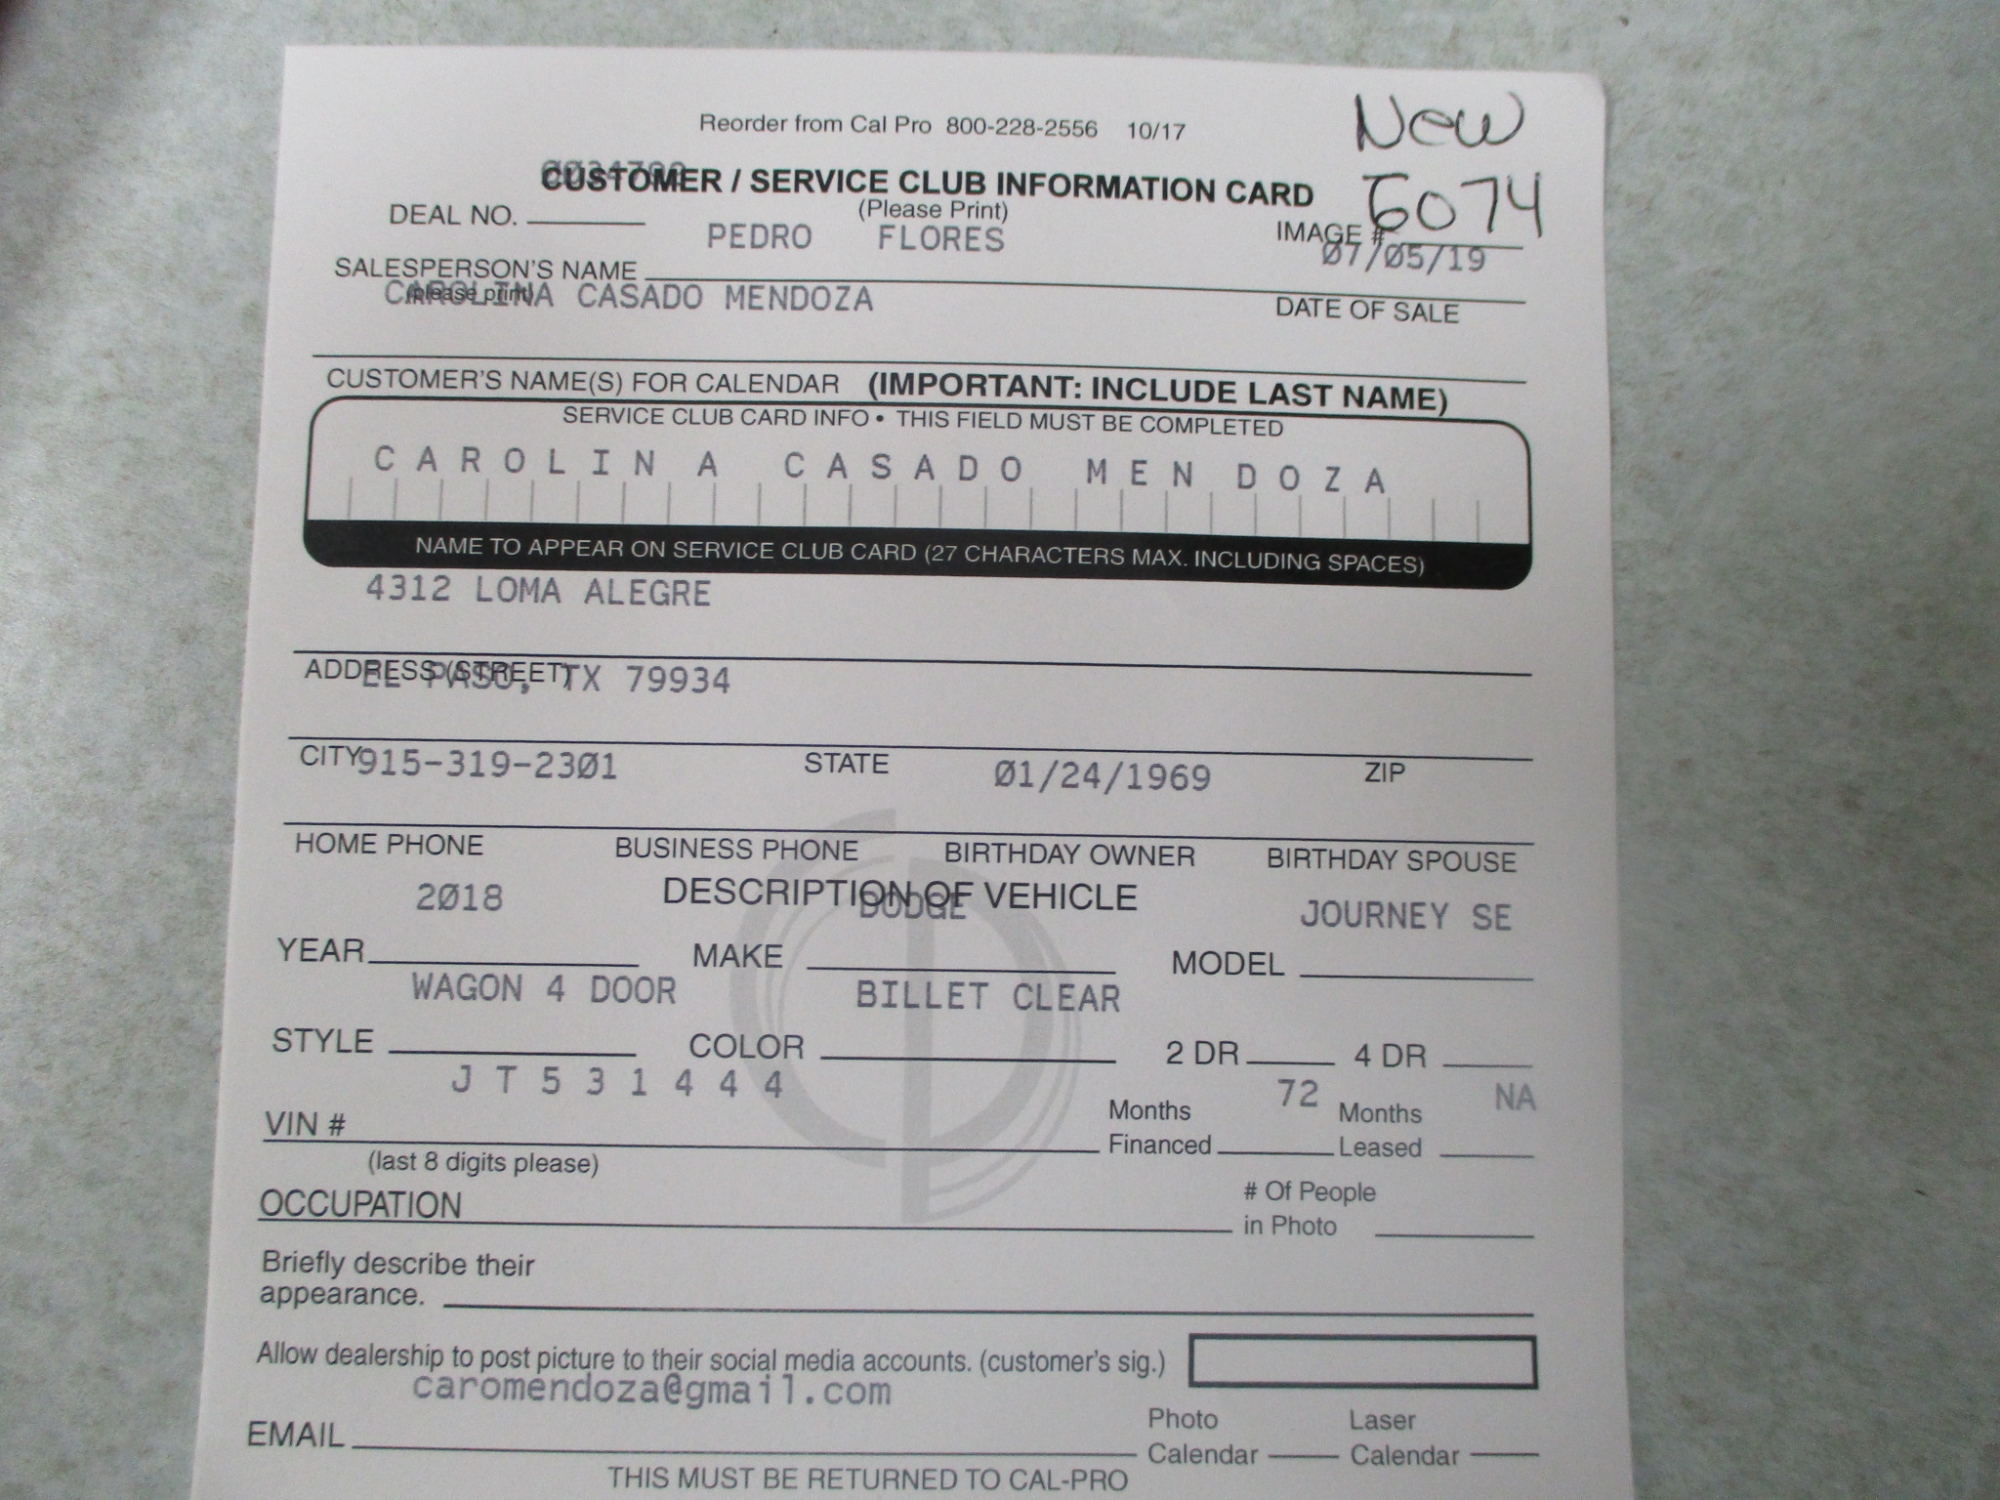 Reorder from Cal Pro 800-228-2556 10/17
New
CUSTOMER / SERVICE CLUB INFORMATION CARD
(Please Print)
6074
DEAL NO.
IMAGE #
PEDRO FLORES
07/05/19
SALESPERSON'S NAME
(please print)
CAROLINA CASADO MENDOZA
DATE OF SALE
CUSTOMER'S NAME(S) FOR CALENDAR (IMPORTANT: INCLUDE LAST NAME)
SERVICE CLUB CARD INFO • THIS FIELD MUST BE COMPLETED
CAROLINA CASADO MENDOZA
NAME TO APPEAR ON SERVICE CLUB CARD (27 CHARACTERS MAX. INCLUDING SPACES)
4312 LOMA ALEGRE
ADDRESS (STREET)
EL PASO, TX 79934
CITY STATE ZIP
915-319-2301 01/24/1969
HOME PHONE BUSINESS PHONE BIRTHDAY OWNER BIRTHDAY SPOUSE
DESCRIPTION OF VEHICLE
2018 DODGE JOURNEY SE
YEAR MAKE MODEL
WAGON 4 DOOR BILLET CLEAR
STYLE COLOR 2 DR 4 DR
JT531444 72 NA
VIN # Months Financed Months Leased
(last 8 digits please)
OCCUPATION # Of People in Photo
Briefly describe their
appearance.
Allow dealership to post picture to their social media accounts. (customer's sig.)
caromendoza@gmail.com
EMAIL Photo Calendar Laser Calendar
THIS MUST BE RETURNED TO CAL-PRO